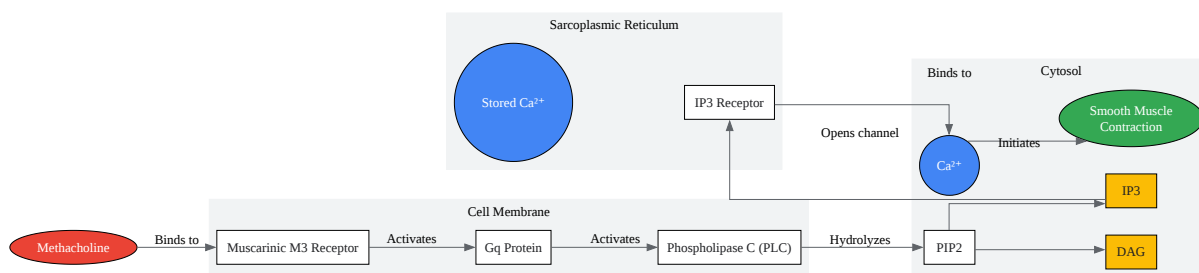 Sarcoplasmic Reticulum
Stored Ca²⁺
IP3 Receptor
Opens channel
Binds to
Cytosol
Smooth Muscle
Contraction
Ca²⁺
Initiates
IP3
Cell Membrane
Methacholine
Binds to
Muscarinic M3 Receptor
Activates
Gq Protein
Activates
Phospholipase C (PLC)
Hydrolyzes
PIP2
DAG